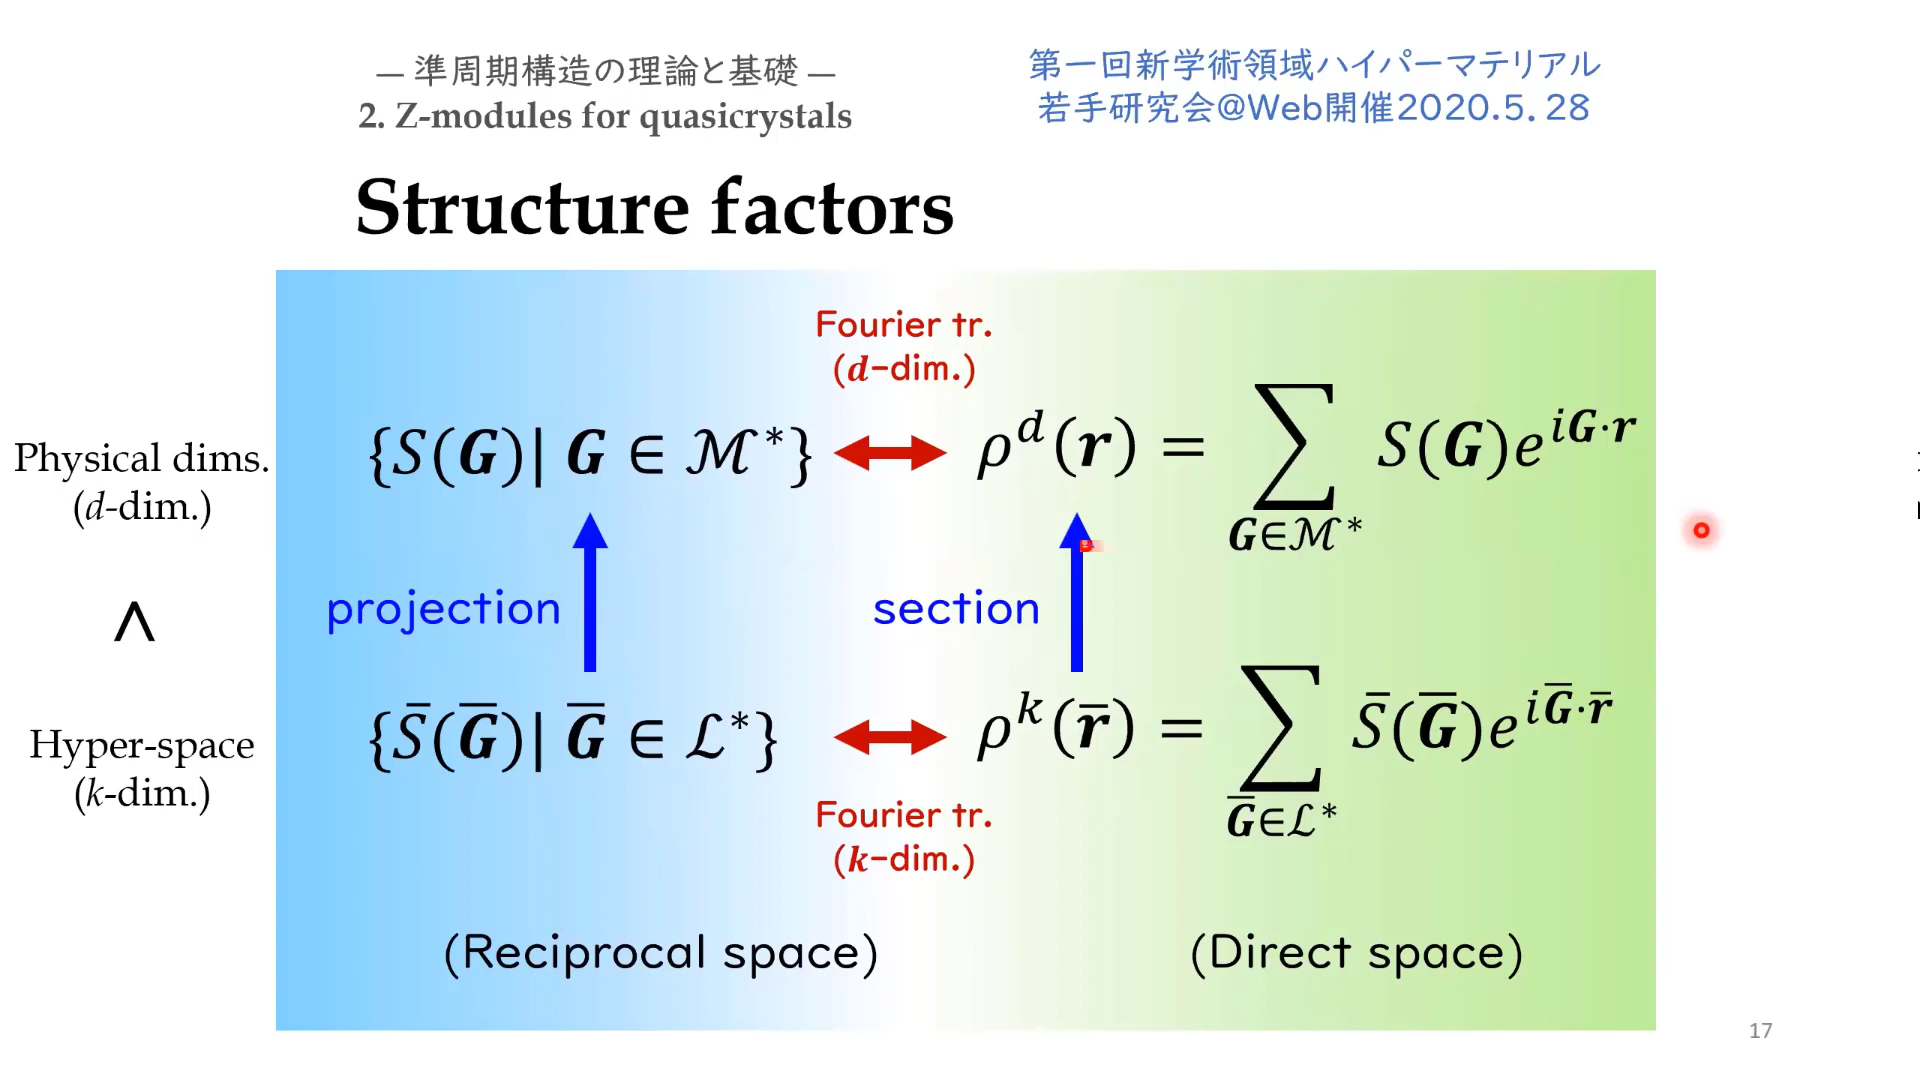 ― 準周期構造の理論と基礎 ―
2. Z-modules for quasicrystals
第一回新学術領域ハイパーマテリアル
若手研究会@Web開催2020.5.28
Structure factors
Fourier tr.
(d-dim.)
Physical dims.
(d-dim.)
{S(G)| G ∈ ℳ*}
ρ^d(r) = ∑_{G∈ℳ*} S(G)e^{iG·r}
projection
section
∧
Hyper-space
(k-dim.)
{S̄(Ḡ)| Ḡ ∈ ℒ*}
ρ^k(r̄) = ∑_{Ḡ∈ℒ*} S̄(Ḡ)e^{iḠ·r̄}
Fourier tr.
(k-dim.)
(Reciprocal space)
(Direct space)
17